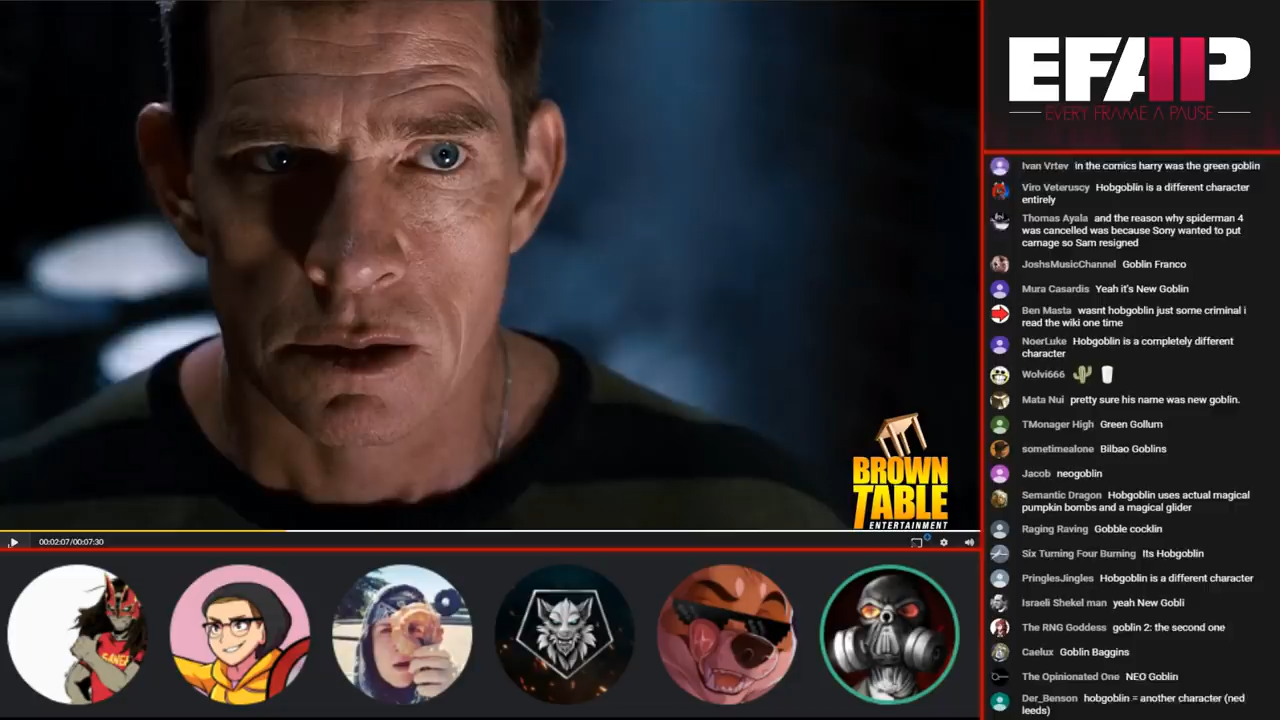 BROWN
TABLE
ENTERTAINMENT
00:02:07/00:07:30
EFAP
EVERY FRAME A PAUSE
Ivan Vrtev in the comics harry was the green goblin
Viro Veteruscy Hobgoblin is a different character
entirely
Thomas Ayala and the reason why spiderman 4
was cancelled was because Sony wanted to put
carnage so Sam resigned
JoshsMusicChannel Goblin Franco
Mura Casardis Yeah it's New Goblin
Ben Masta wasnt hobgoblin just some criminal i
read the wiki one time
NoerLuke Hobgoblin is a completely different
character
Wolvi666
Mata Nui pretty sure his name was new goblin.
TMonager High Green Gollum
sometimealone Bilbao Goblins
Jacob neogoblin
Semantic Dragon Hobgoblin uses actual magical
pumpkin bombs and a magical glider
Raging Raving Gobble cocklin
Six Turning Four Burning Its Hobgoblin
PringlesJingles Hobgoblin is a different character
Israeli Shekel man yeah New Gobli
The RNG Goddess goblin 2: the second one
Caelux Goblin Baggins
The Opinionated One NEO Goblin
Der_Benson hobgoblin = another character (ned
leeds)